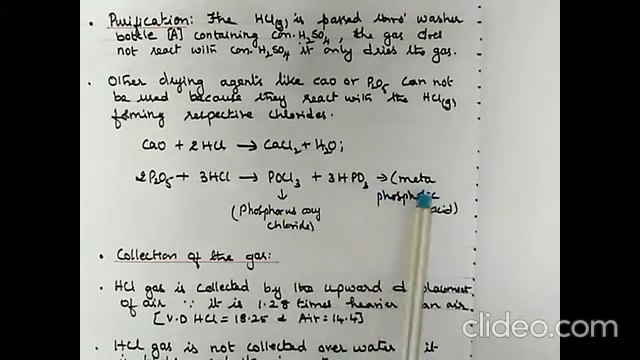 • Purification: The HCl(g) is passed thro' washer
bottle [A] containing con. H2SO4, the gas does
not react with con. H2SO4 it only dries the gas.
• Other drying agents like CaO or P2O5 can not
be used because they react with the HCl(g)
forming respective chlorides.
CaO + 2HCl → CaCl2 + H2O;
2P2O5 + 3HCl → POCl3 + 3HPO3 → (meta
phosphoric
acid)
↓
(Phosphorus oxy
chloride)
• Collection of the gas:
• HCl gas is collected by the upward displacement
of air ∵ it is 1.28 times heavier than air
[V.D HCl = 18.25 & Air = 14.4]
• HCl gas is not collected over water it
clideo.com